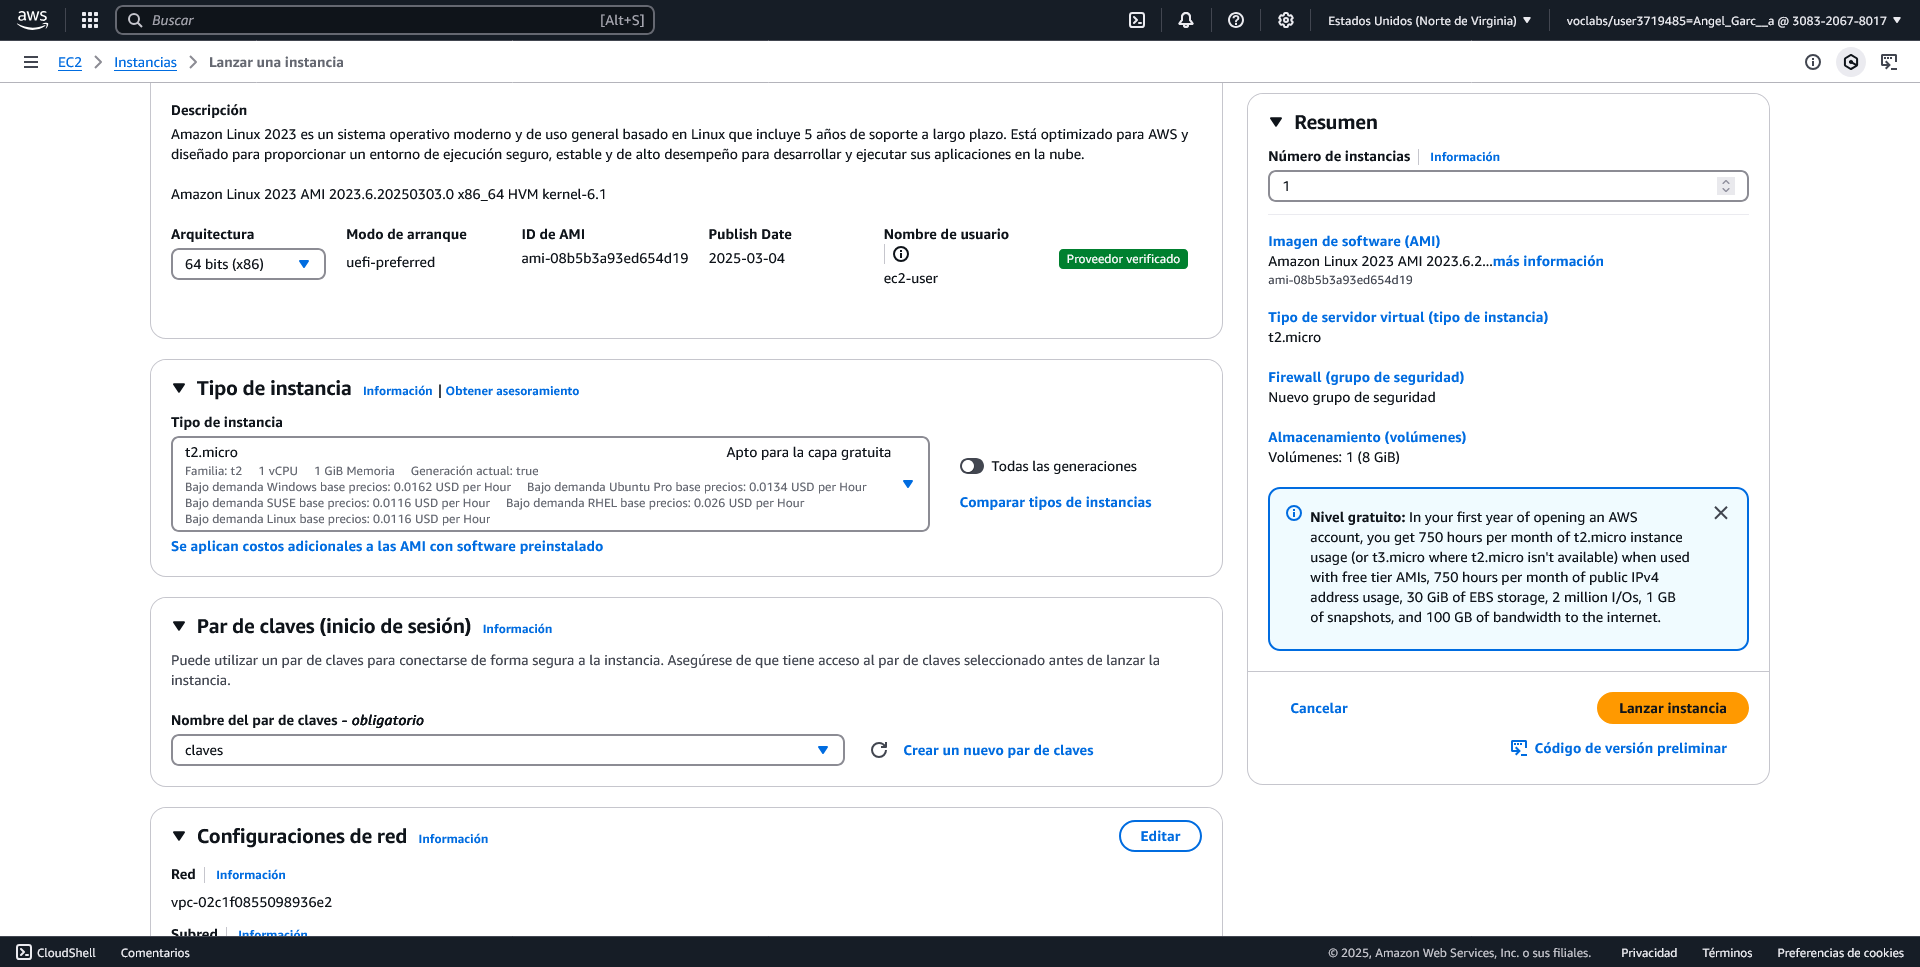 aws
Buscar [Alt+S]
Estados Unidos (Norte de Virginia)
voclabs/user3719485=Angel_Garc__a @ 3083-2067-8017
EC2 Instancias Lanzar una instancia
Descripción
Amazon Linux 2023 es un sistema operativo moderno y de uso general basado en Linux que incluye 5 años de soporte a largo plazo. Está optimizado para AWS y
diseñado para proporcionar un entorno de ejecución seguro, estable y de alto desempeño para desarrollar y ejecutar sus aplicaciones en la nube.
Amazon Linux 2023 AMI 2023.6.20250303.0 x86_64 HVM kernel-6.1
Arquitectura
64 bits (x86)
Modo de arranque
uefi-preferred
ID de AMI
ami-08b5b3a93ed654d19
Publish Date
2025-03-04
Nombre de usuario
ec2-user
Proveedor verificado
Tipo de instancia Información | Obtener asesoramiento
Tipo de instancia
t2.micro Apto para la capa gratuita
Familia: t2 1 vCPU 1 GiB Memoria Generación actual: true
Bajo demanda Windows base precios: 0.0162 USD per Hour Bajo demanda Ubuntu Pro base precios: 0.0134 USD per Hour
Bajo demanda SUSE base precios: 0.0116 USD per Hour Bajo demanda RHEL base precios: 0.026 USD per Hour
Bajo demanda Linux base precios: 0.0116 USD per Hour
Todas las generaciones
Comparar tipos de instancias
Se aplican costos adicionales a las AMI con software preinstalado
Par de claves (inicio de sesión) Información
Puede utilizar un par de claves para conectarse de forma segura a la instancia. Asegúrese de que tiene acceso al par de claves seleccionado antes de lanzar la
instancia.
Nombre del par de claves - obligatorio
claves
Crear un nuevo par de claves
Configuraciones de red Información
Editar
Red Información
vpc-02c1f0855098936e2
Subred Información
Resumen
Número de instancias Información
1
Imagen de software (AMI)
Amazon Linux 2023 AMI 2023.6.2...más información
ami-08b5b3a93ed654d19
Tipo de servidor virtual (tipo de instancia)
t2.micro
Firewall (grupo de seguridad)
Nuevo grupo de seguridad
Almacenamiento (volúmenes)
Volúmenes: 1 (8 GiB)
Nivel gratuito: In your first year of opening an AWS
account, you get 750 hours per month of t2.micro instance
usage (or t3.micro where t2.micro isn't available) when used
with free tier AMIs, 750 hours per month of public IPv4
address usage, 30 GiB of EBS storage, 2 million I/Os, 1 GB
of snapshots, and 100 GB of bandwidth to the internet.
Cancelar
Lanzar instancia
Código de versión preliminar
CloudShell Comentarios
© 2025, Amazon Web Services, Inc. o sus filiales. Privacidad Términos Preferencias de cookies